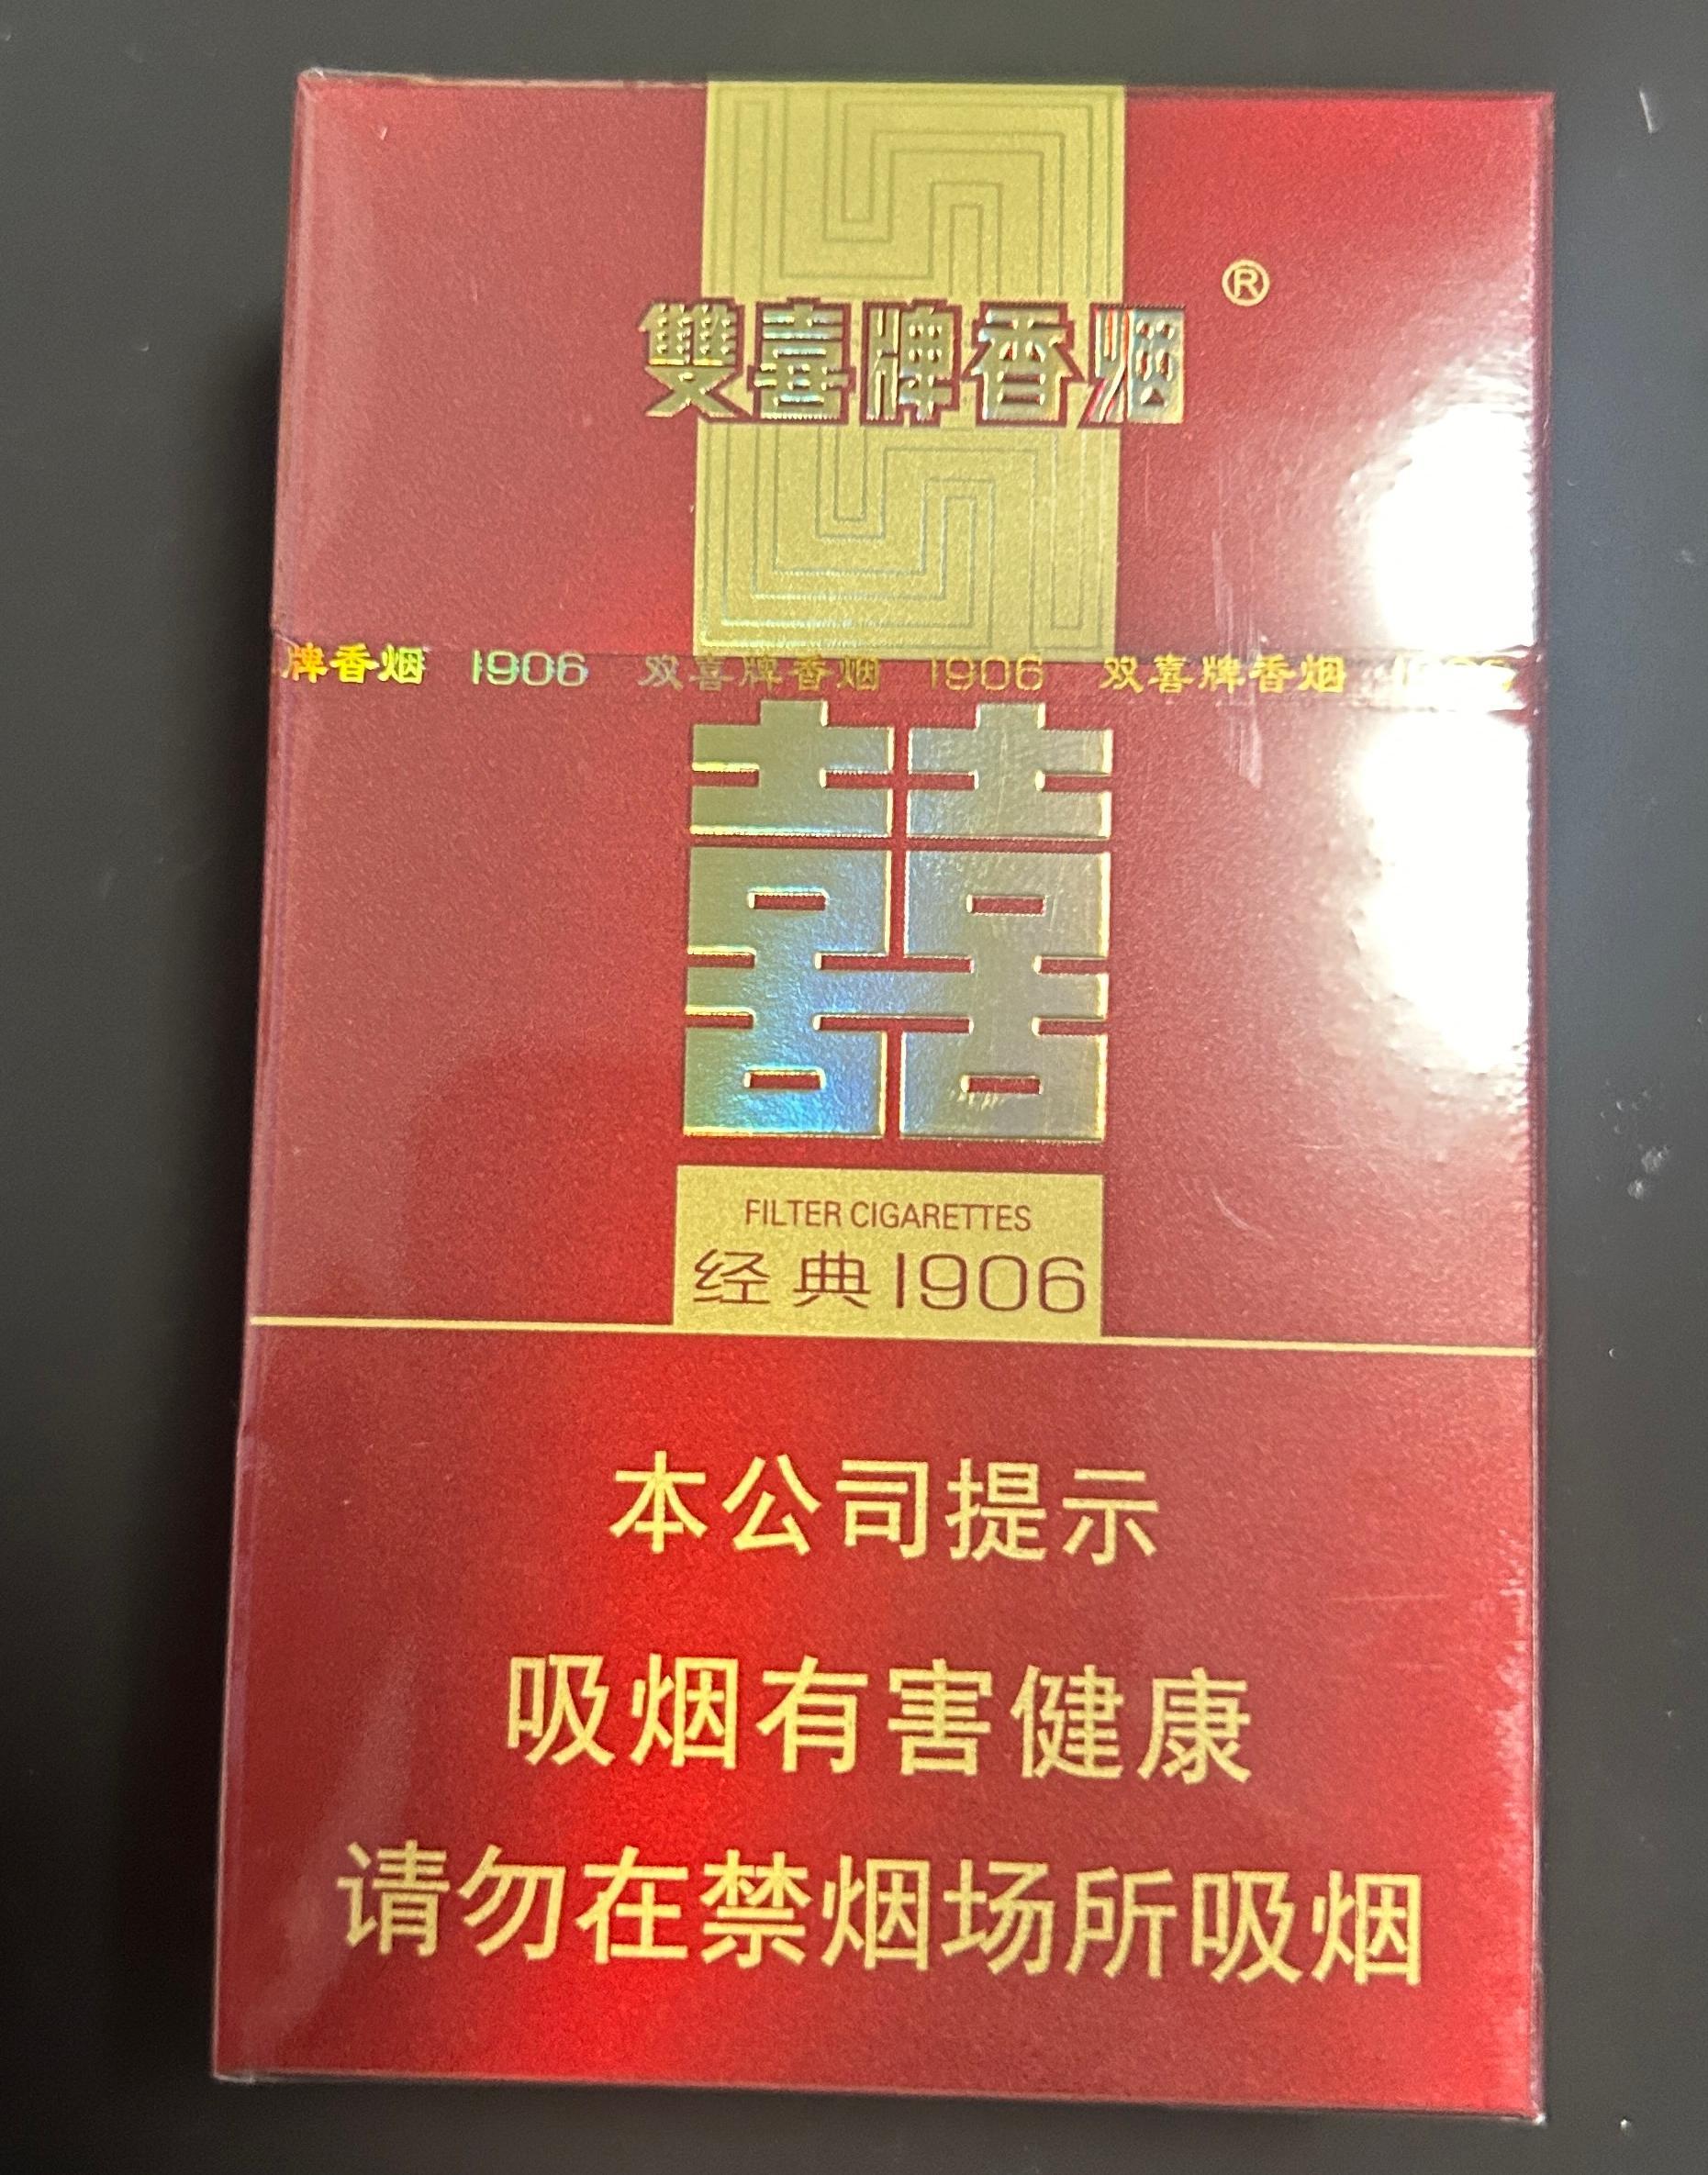 ®
雙喜牌香烟
牌香烟 1906 双喜牌香烟 1906 双喜牌香烟 1906
囍
FILTER CIGARETTES
经典1906
本公司提示
吸烟有害健康
请勿在禁烟场所吸烟